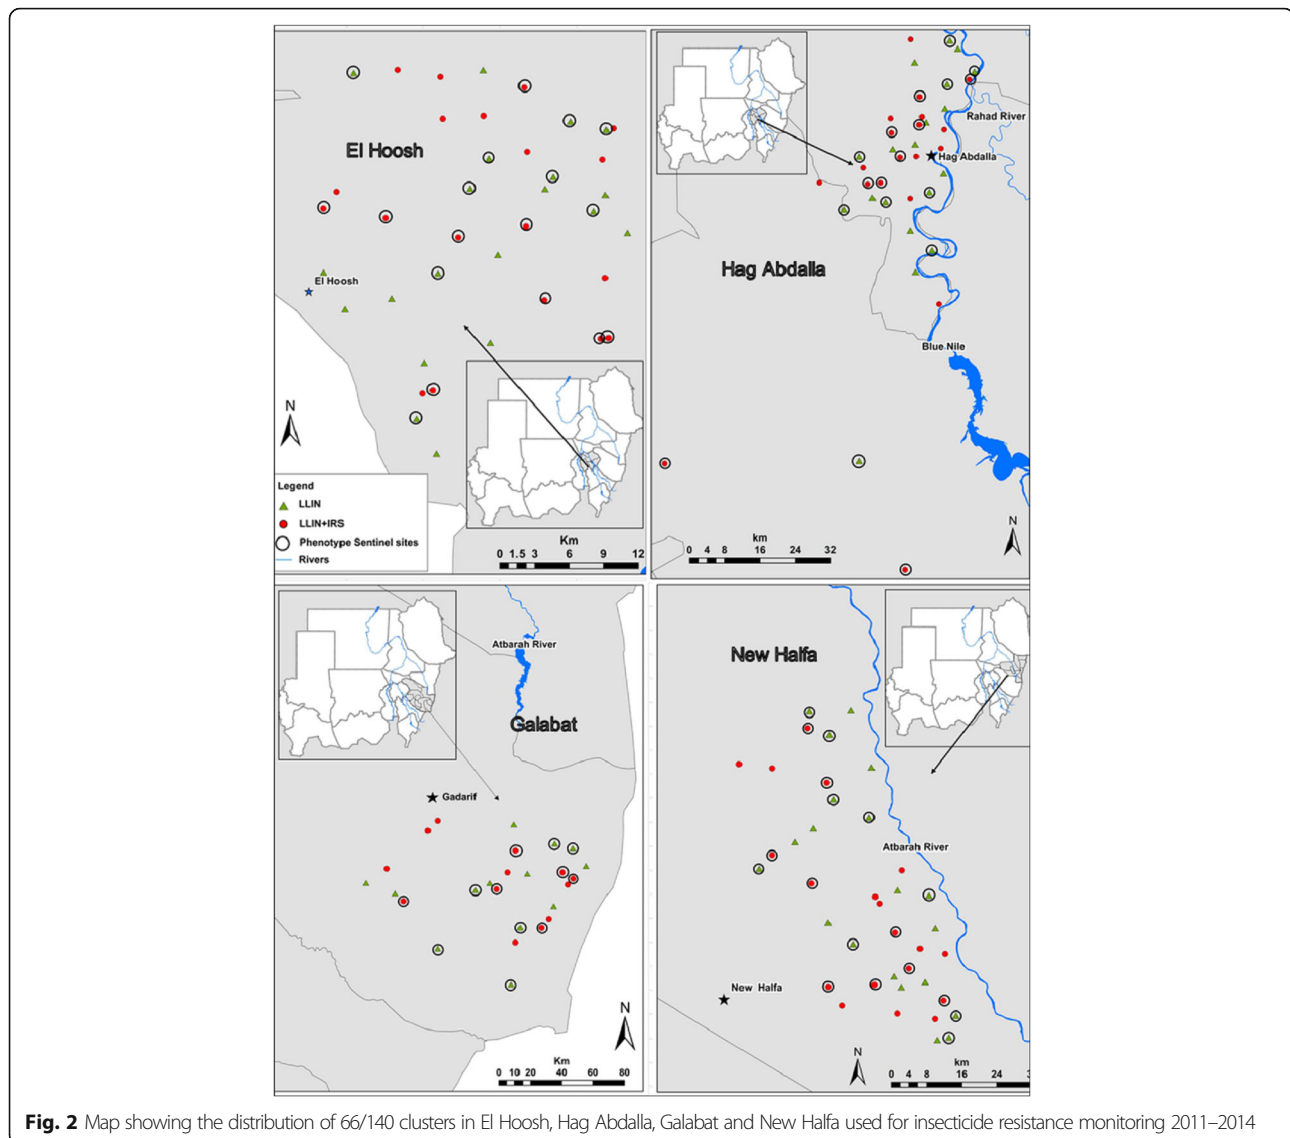 El Hoosh
El Hoosh
N
Legend
LLIN
LLIN+IRS
Phenotype Sentinel sites
Rivers
Km
0 1.5 3 6 9 12
Rahad River
Hag Abdalla
Hag Abdalla
Blue Nile
N
km
0 4 8 16 24 32
Atbarah River
Galabat
Gadarif
N
Km
0 10 20 40 60 80
New Halfa
Atbarah River
New Halfa
N
km
0 4 8 16 24
Fig. 2 Map showing the distribution of 66/140 clusters in El Hoosh, Hag Abdalla, Galabat and New Halfa used for insecticide resistance monitoring 2011–2014